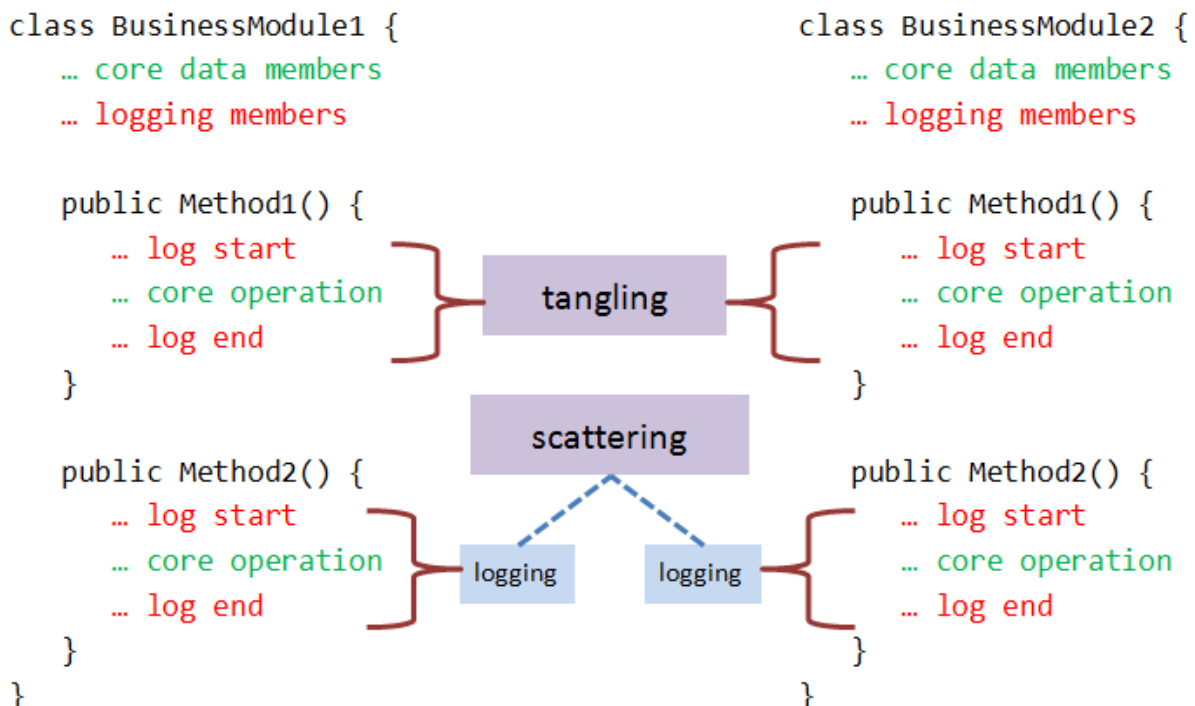 class BusinessModule1 {
… core data members
… logging members
public Method1() {
… log start
… core operation
… log end
}
public Method2() {
… log start
… core operation
… log end
}
}
tangling
scattering
logging
logging
class BusinessModule2 {
… core data members
… logging members
public Method1() {
… log start
… core operation
… log end
}
public Method2() {
… log start
… core operation
… log end
}
}